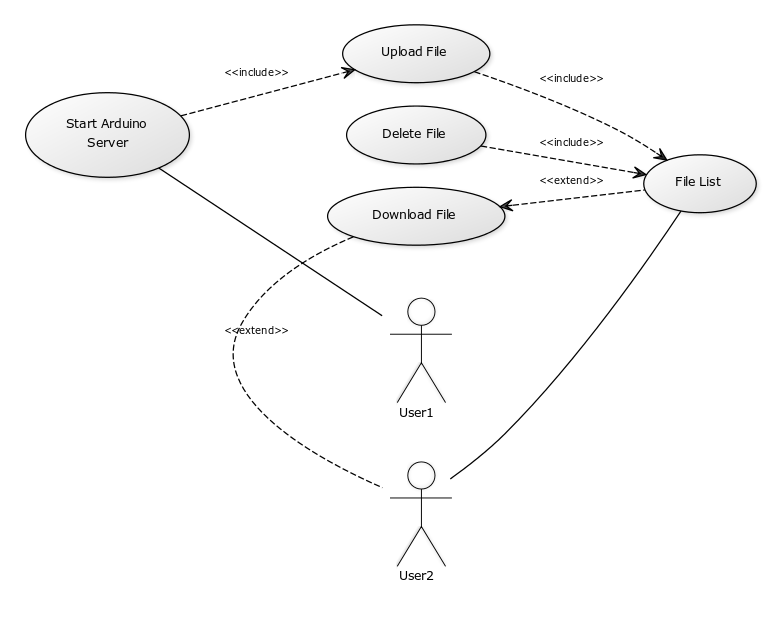 Upload File
<<include>>
<<include>>
Start Arduino
Server
Delete File
<<include>>
<<extend>>
File List
Download File
<<extend>>
User1
User2